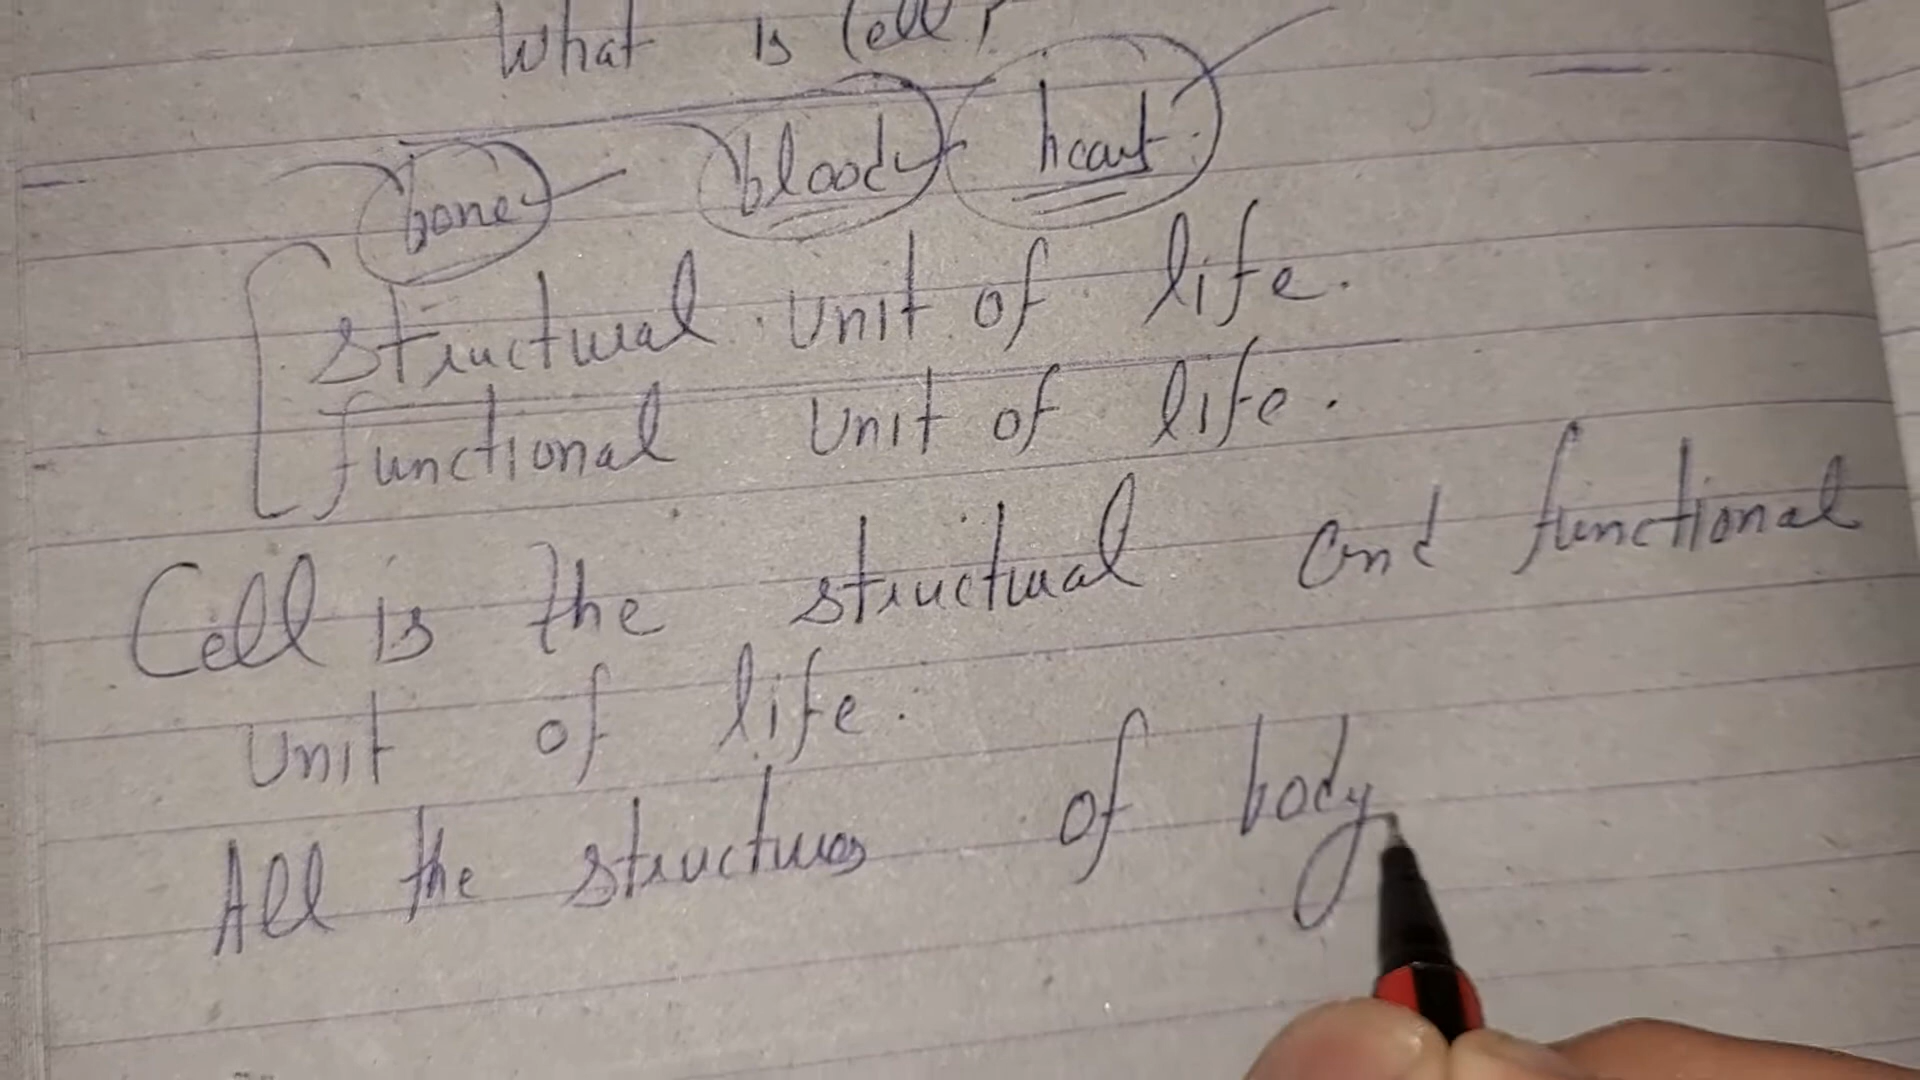 What is Cell?
bone blood heart.
structural unit of life.
functional unit of life.
Cell is the structural and functional
unit of life.
All the structures of body